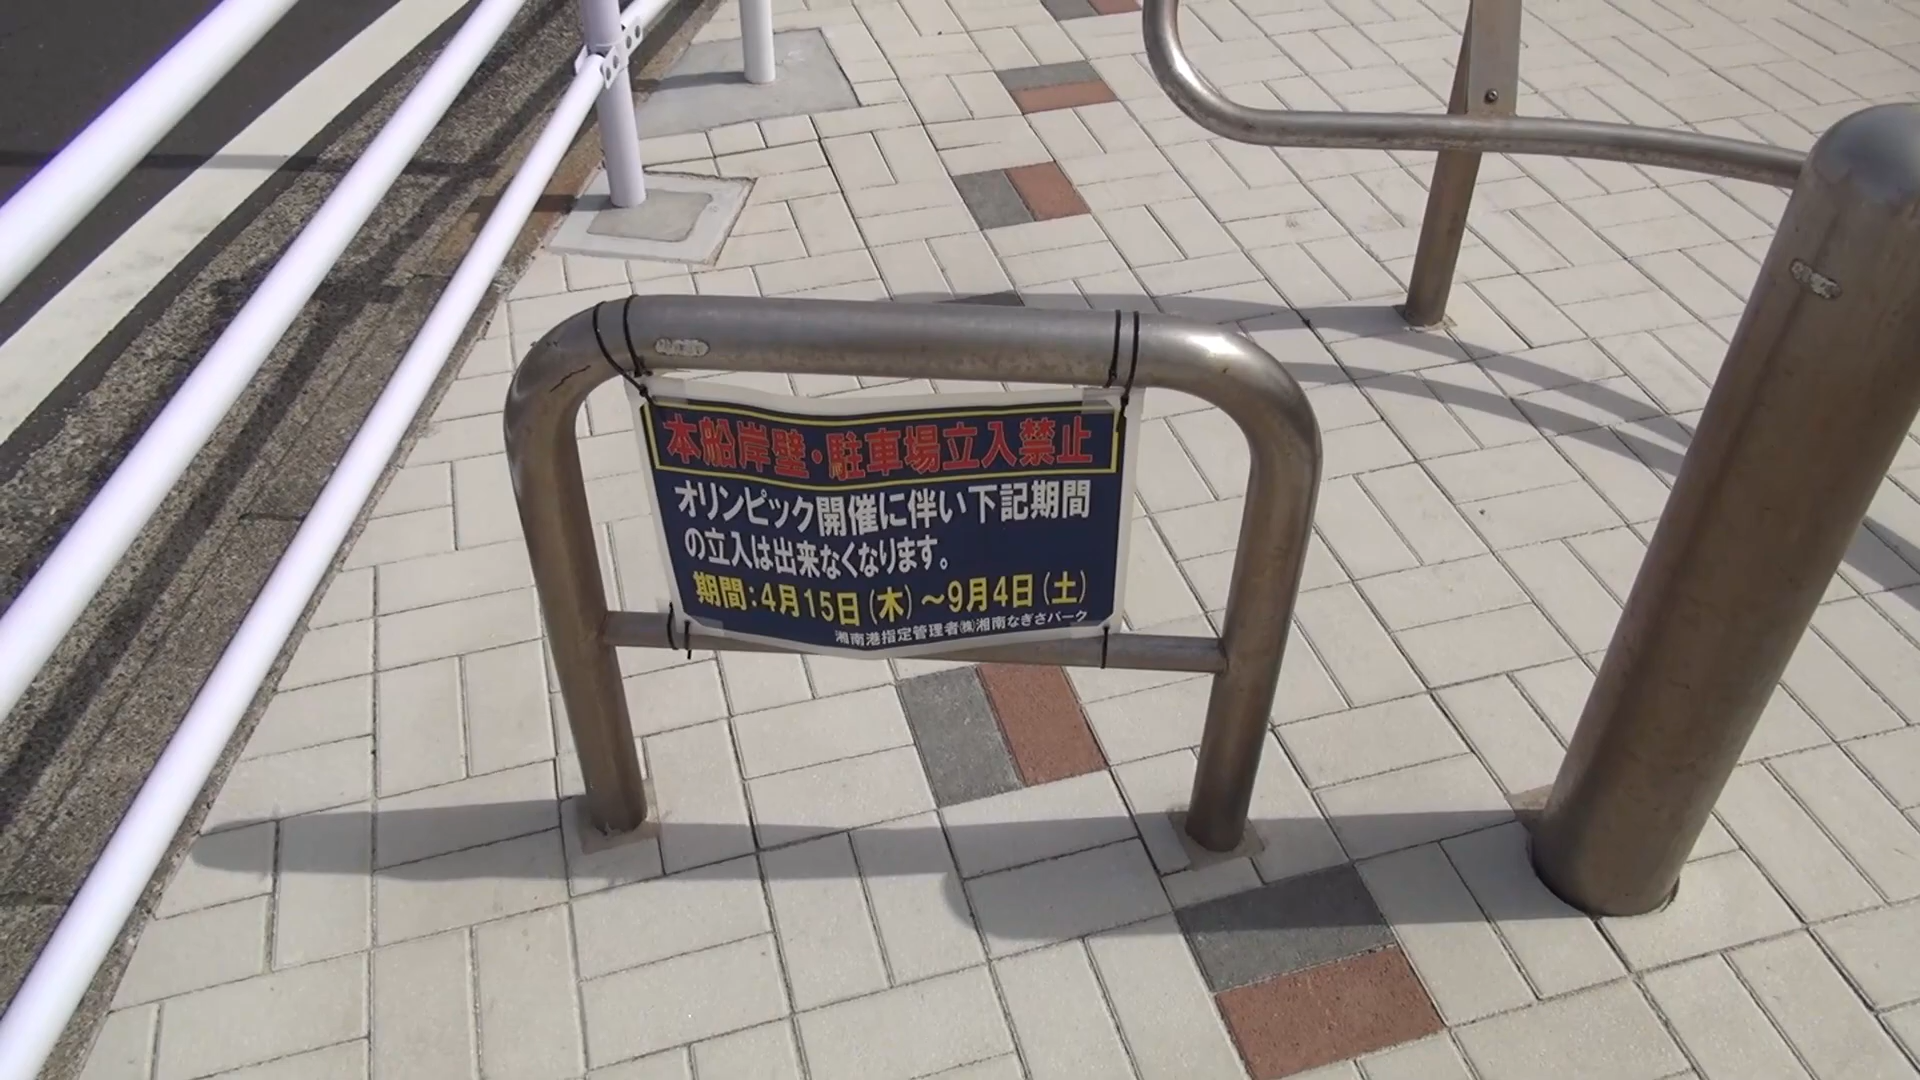 本船岸壁・駐車場立入禁止
オリンピック開催に伴い下記期間
の立入は出来なくなります。
期間:4月15日(木)～9月4日(土)
湘南港指定管理者㈱湘南なぎさパーク